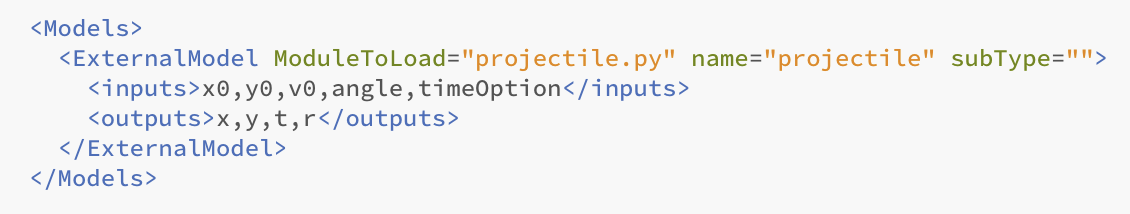 <Models>
  <ExternalModel ModuleToLoad="projectile.py" name="projectile" subType="">
    <inputs>x0,y0,v0,angle,timeOption</inputs>
    <outputs>x,y,t,r</outputs>
  </ExternalModel>
</Models>